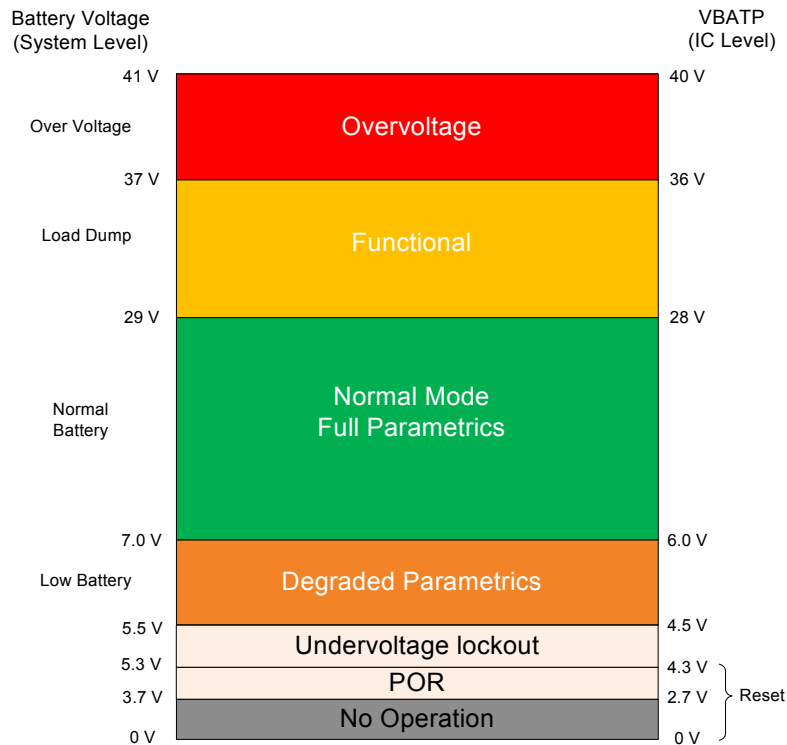 Battery Voltage
(System Level)
VBATP
(IC Level)
41 V
40 V
Over Voltage
Overvoltage
37 V
36 V
Load Dump
Functional
29 V
28 V
Normal
Battery
Normal Mode
Full Parametrics
7.0 V
6.0 V
Low Battery
Degraded Parametrics
5.5 V
4.5 V
Undervoltage lockout
5.3 V
4.3 V
POR
3.7 V
2.7 V
Reset
No Operation
0 V
0 V